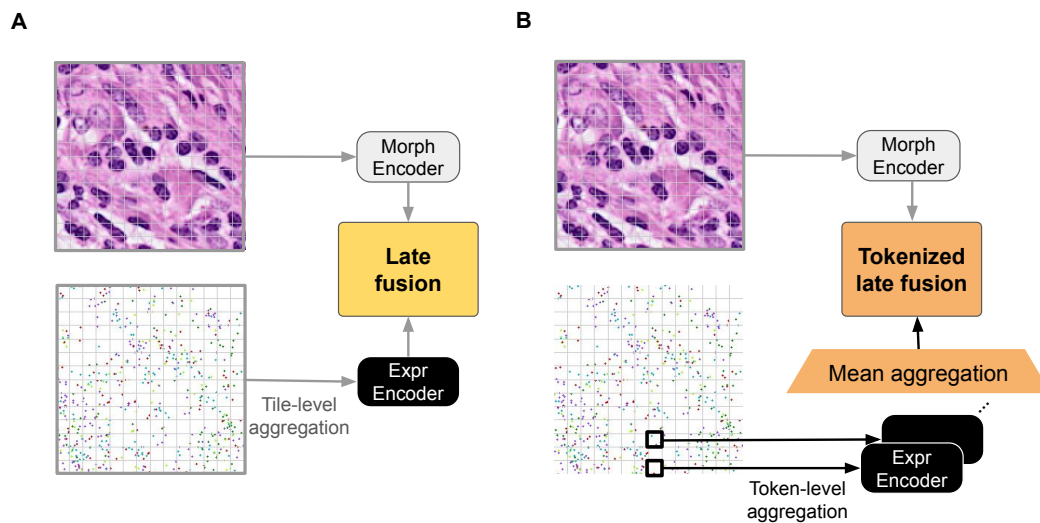 A
Morph
Encoder
Late
fusion
Expr
Encoder
Tile-level
aggregation
B
Morph
Encoder
Tokenized
late fusion
Mean aggregation
Expr
Encoder
Token-level
aggregation